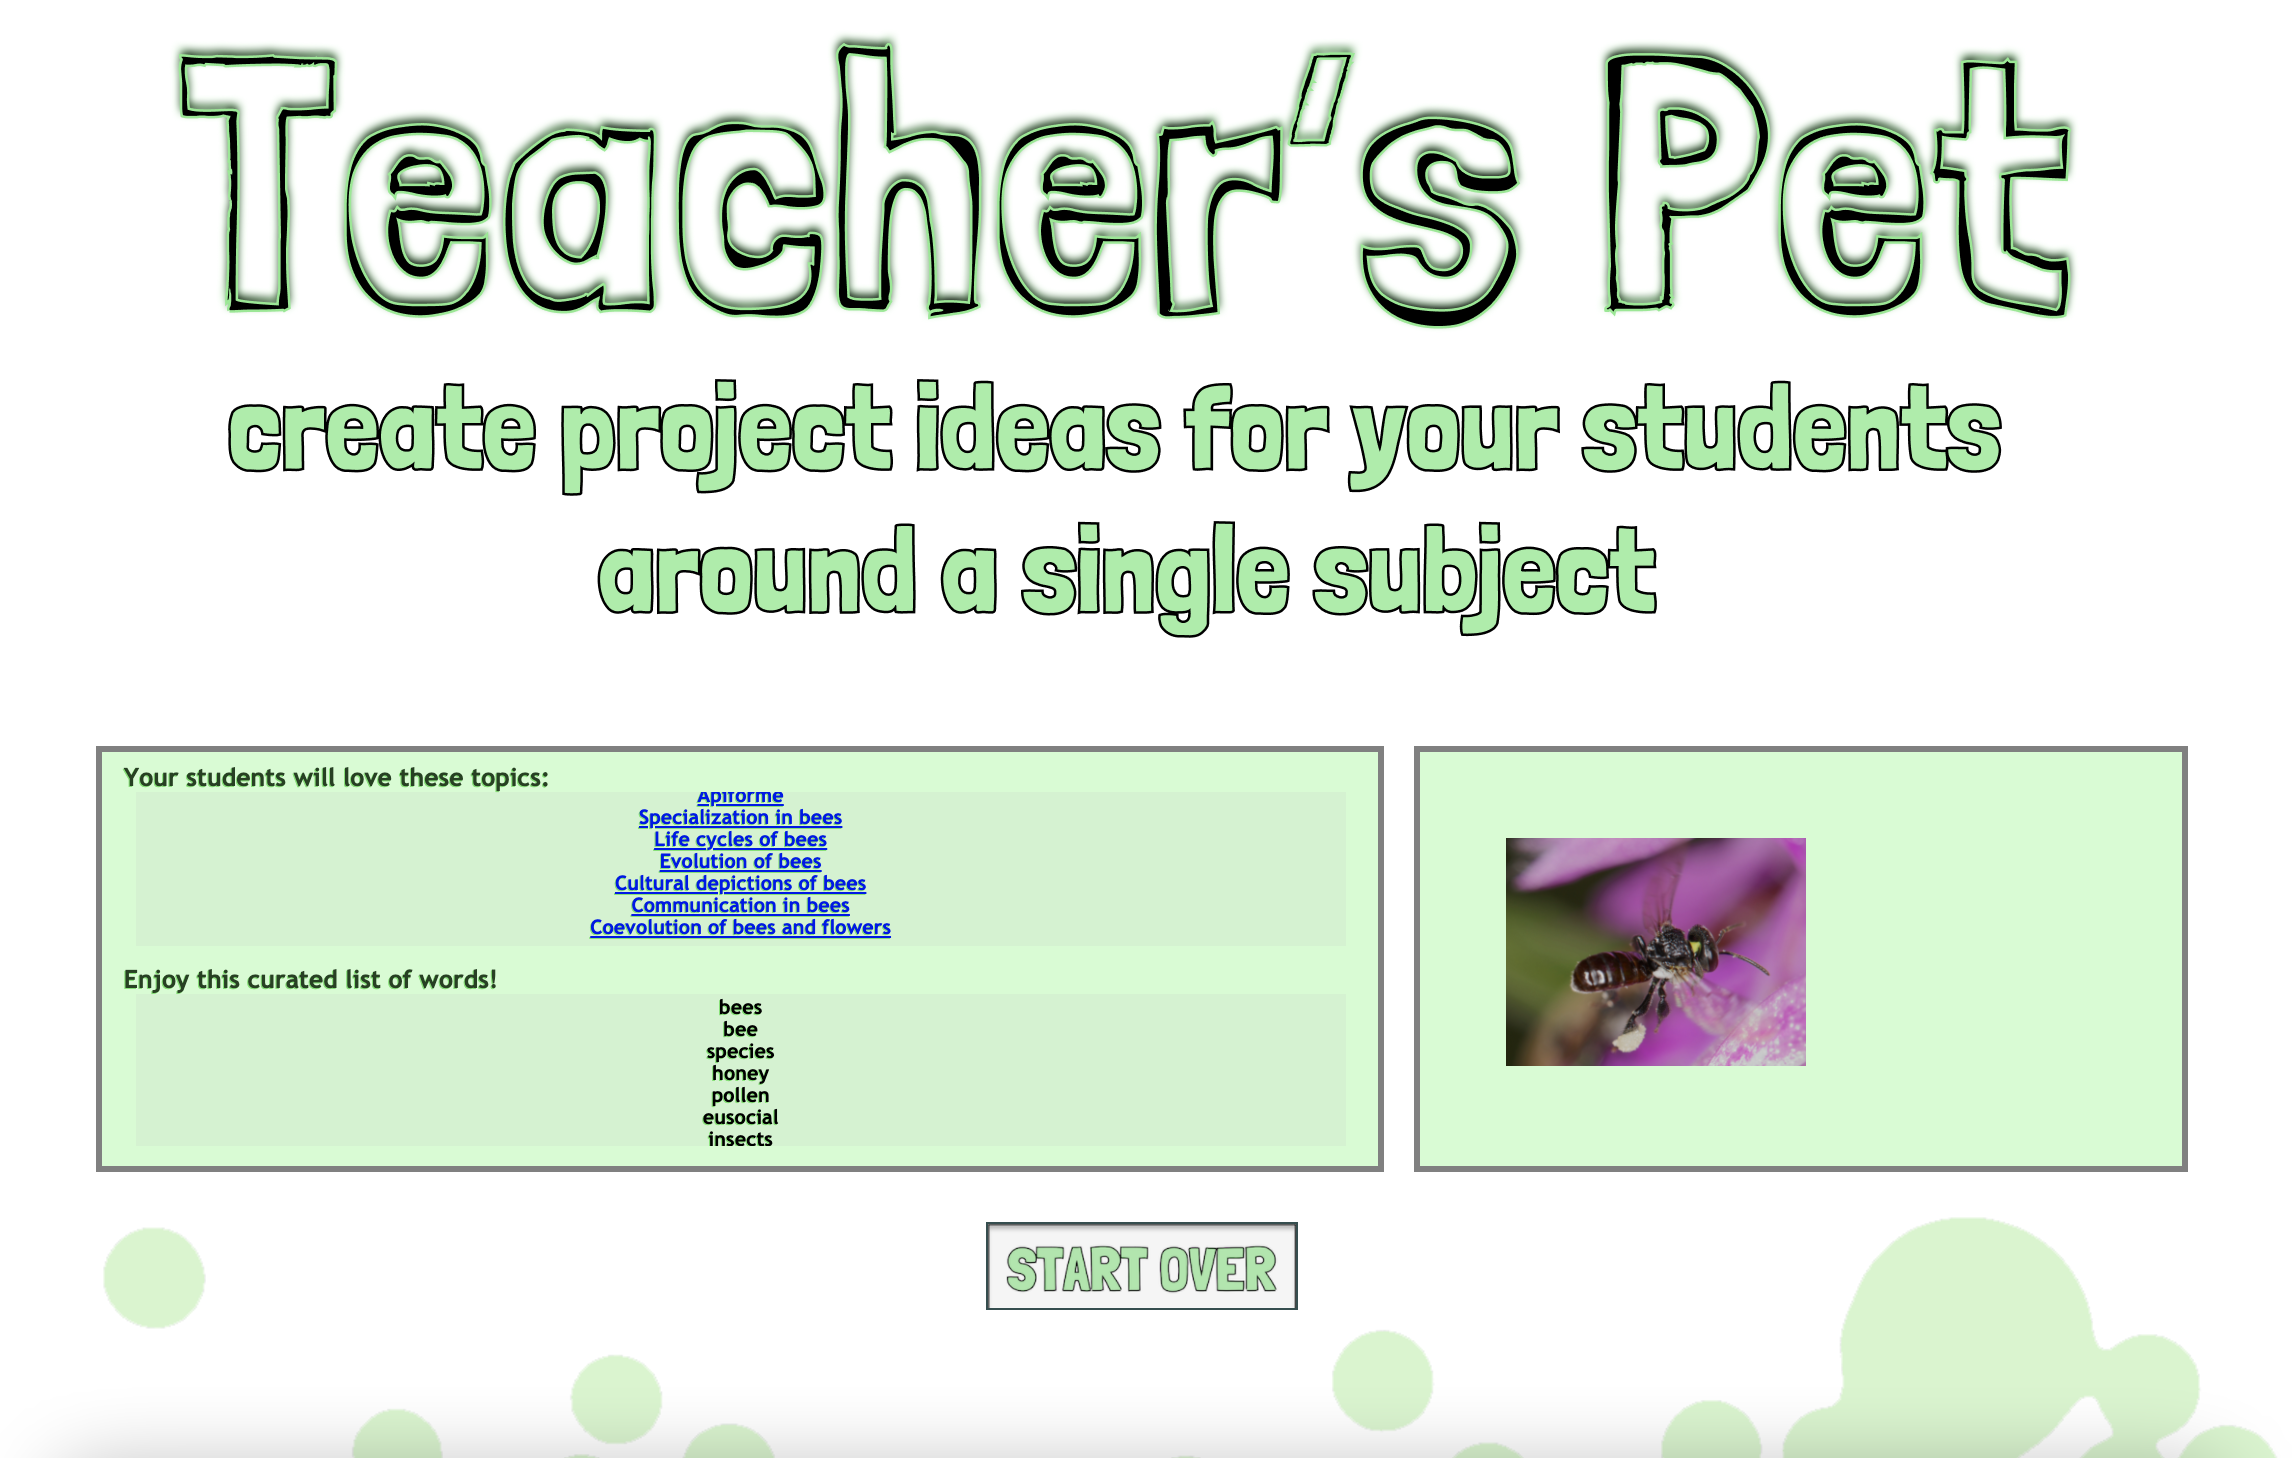 Teacher's Pet
create project ideas for your students
around a single subject
Your students will love these topics:
Apiforme
Specialization in bees
Life cycles of bees
Evolution of bees
Cultural depictions of bees
Communication in bees
Coevolution of bees and flowers
Enjoy this curated list of words!
bees
bee
species
honey
pollen
eusocial
insects
START OVER